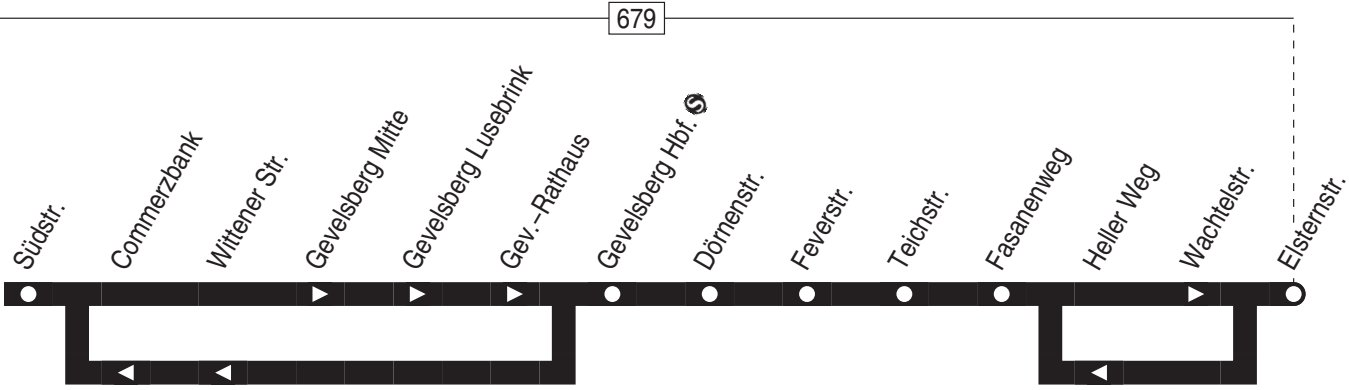 679
Südstr.
Commerzbank
Wittener Str.
Gevelsberg Mitte
Gevelsberg Lusebrink
Gev.-Rathaus
Gevelsberg Hbf. S
Dörnenstr.
Feverstr.
Teichstr.
Fasanenweg
Heller Weg
Wachtelstr.
Elsternstr.